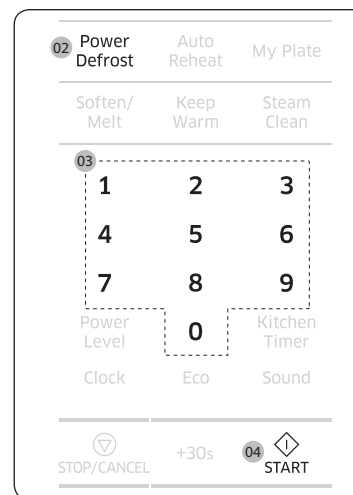 02 Power Defrost
Auto Reheat
My Plate
Soften/ Melt
Keep Warm
Steam Clean
03
1 2 3
4 5 6
7 8 9
Power Level
0
Kitchen Timer
Clock Eco Sound
STOP/CANCEL
+30s
04 START